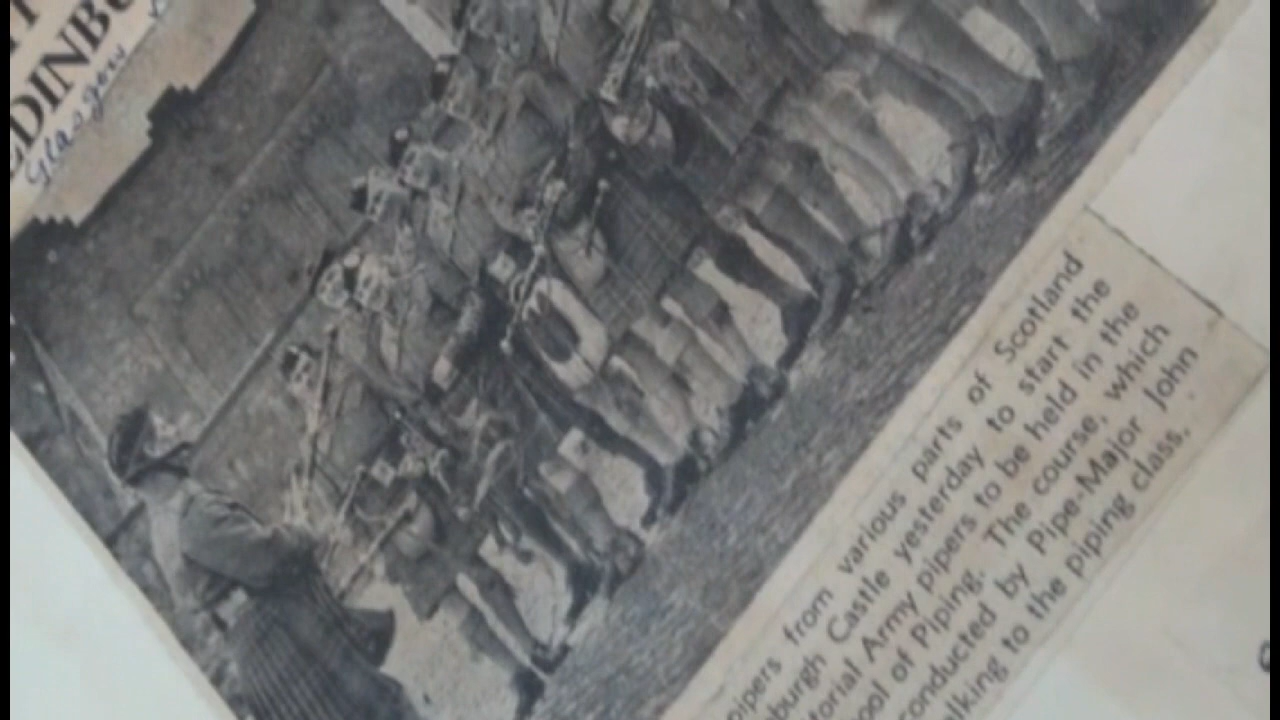 EDINBU
Glasgow
pipers from various parts of Scotland
burgh Castle yesterday to start the
torial Army pipers to be held in the
ool of Piping. The course, which
conducted by Pipe-Major John
lking to the piping class.